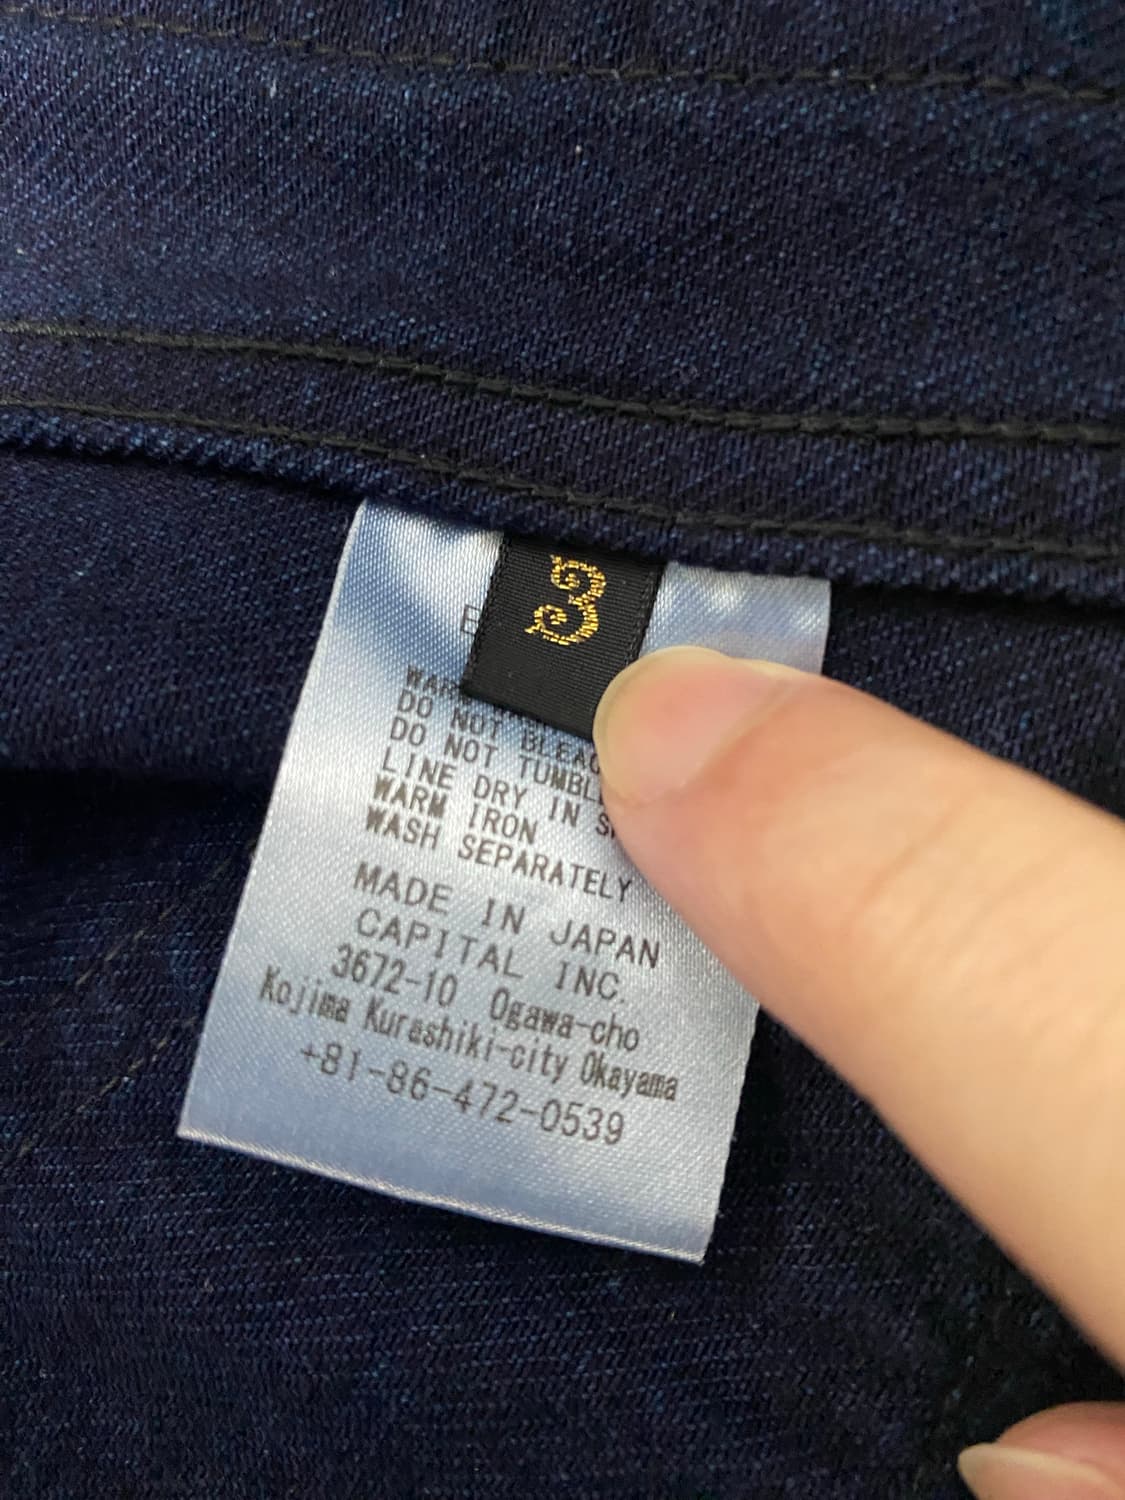 3
DO NOT
DO NOT
LINE DRY IN
WARM IRON
WASH SEPARATELY
MADE IN JAPAN
CAPITAL INC.
3672-10 Ogawa-cho
Kojima Kurashiki-city Okayama
+81-86-472-0539